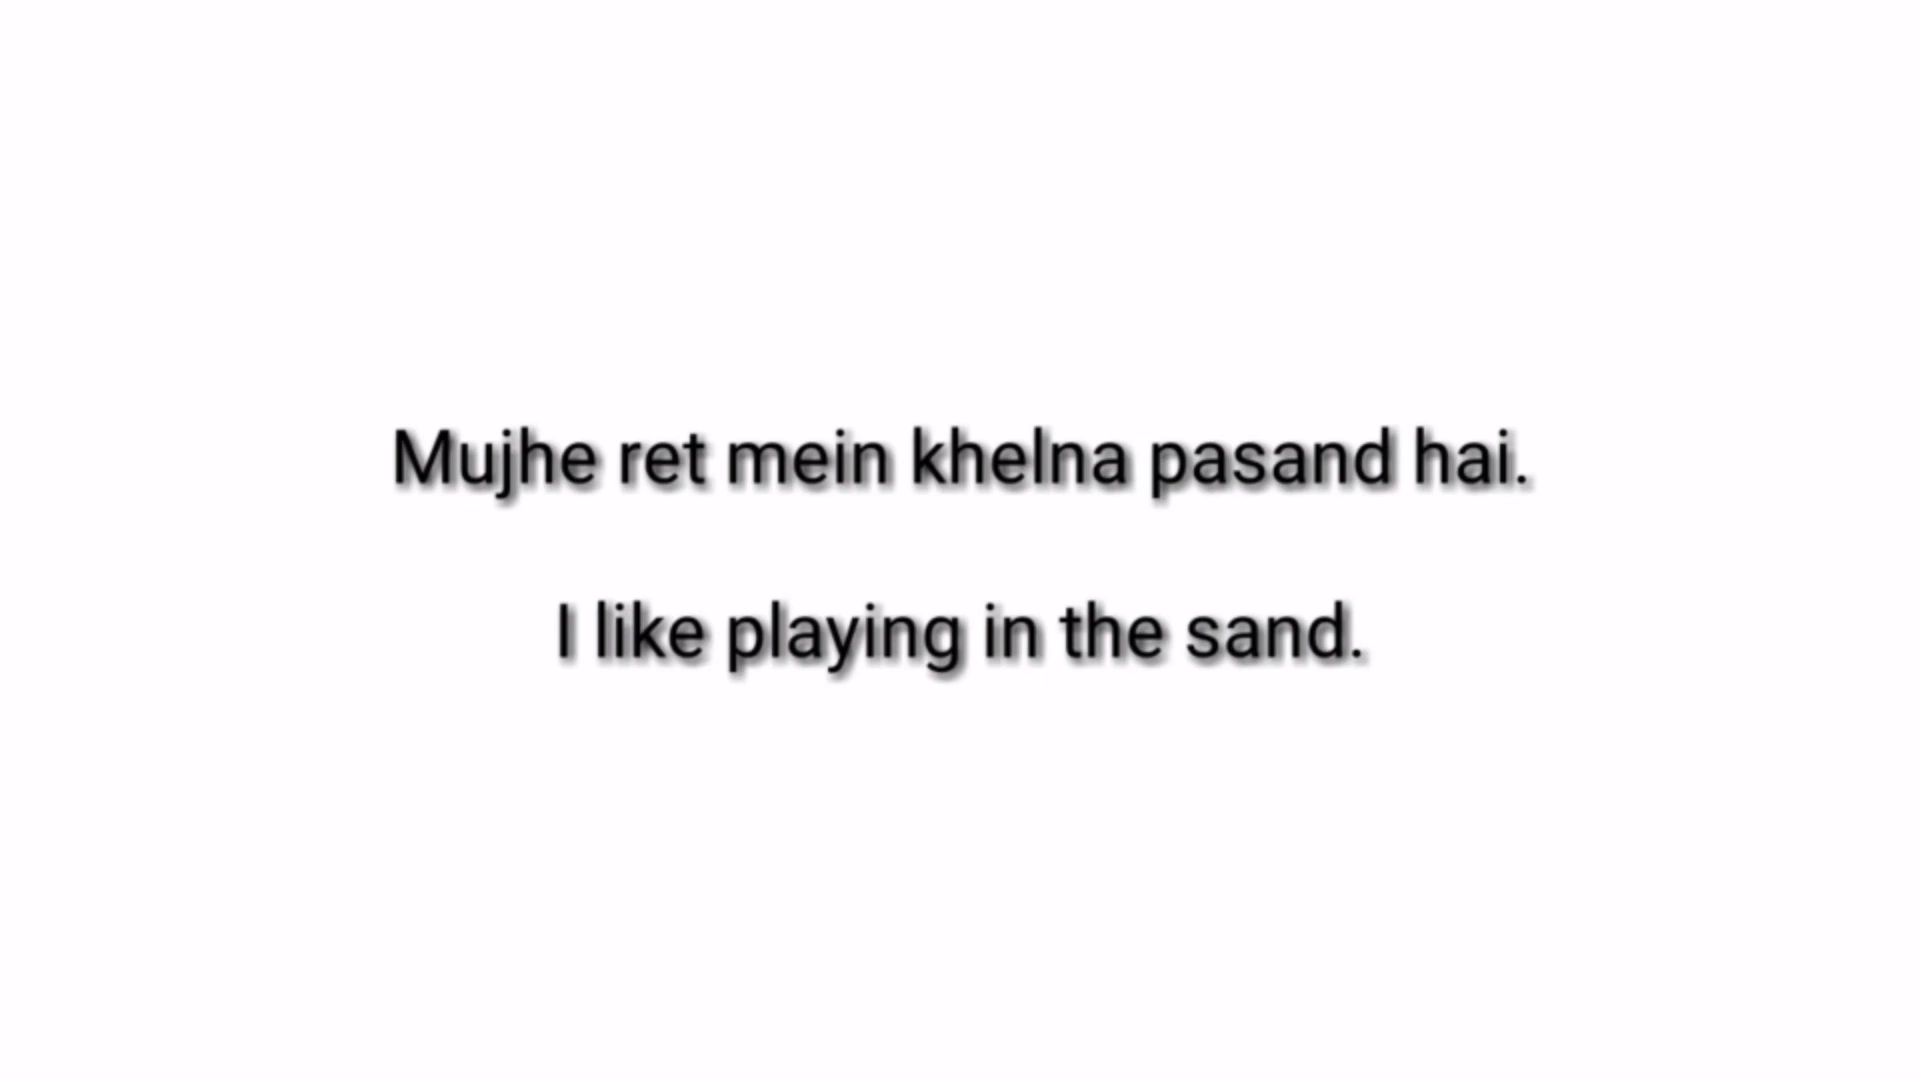 Mujhe ret mein khelna pasand hai.
I like playing in the sand.